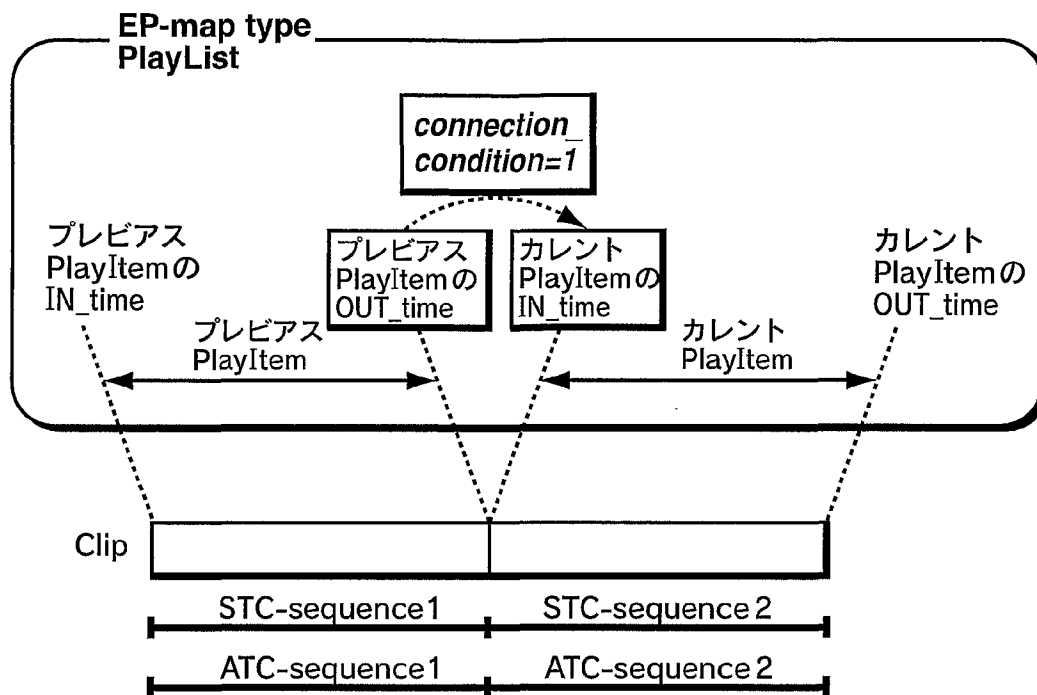 EP-map type
PlayList
connection_
condition=1
プレビアス
PlayItemの
IN_time
プレビアス
PlayItemの
OUT_time
カレント
PlayItemの
IN_time
カレント
PlayItemの
OUT_time
プレビアス
PlayItem
カレント
PlayItem
Clip
STC-sequence1
STC-sequence2
ATC-sequence1
ATC-sequence2